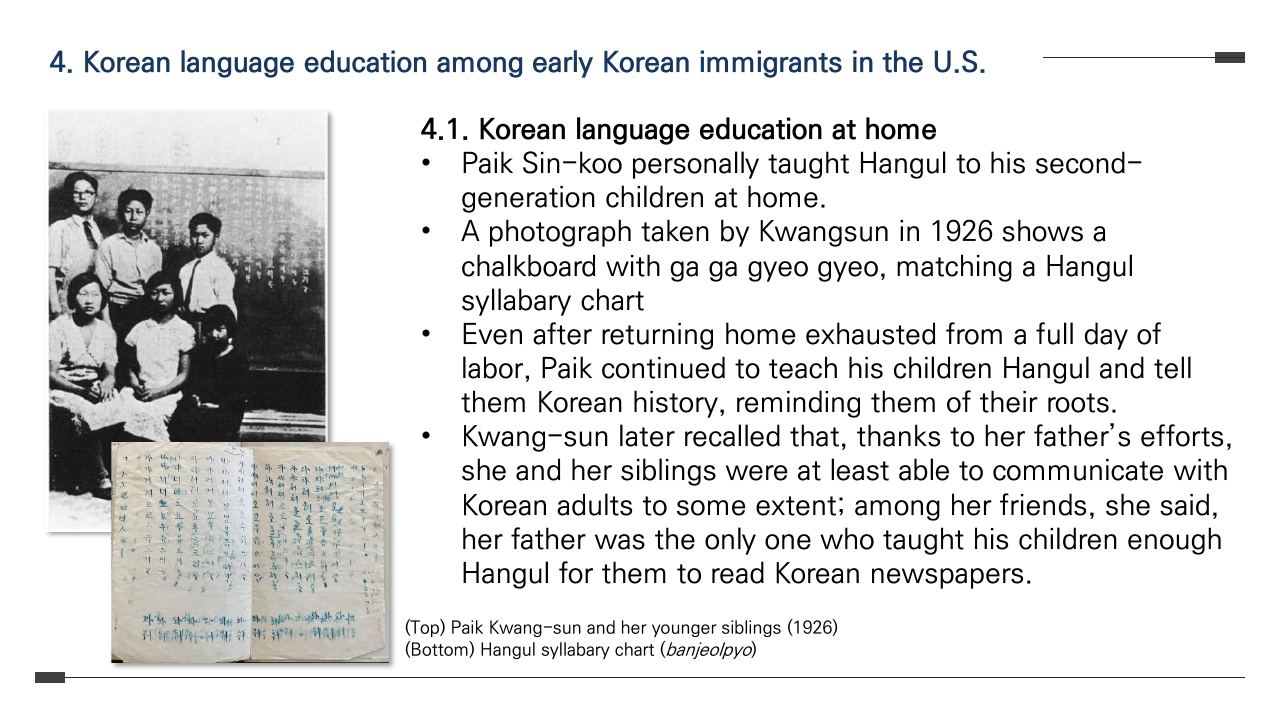 4. Korean language education among early Korean immigrants in the U.S.
4.1. Korean language education at home
• Paik Sin-koo personally taught Hangul to his second-
generation children at home.
• A photograph taken by Kwangsun in 1926 shows a
chalkboard with ga ga gyeo gyeo, matching a Hangul
syllabary chart
• Even after returning home exhausted from a full day of
labor, Paik continued to teach his children Hangul and tell
them Korean history, reminding them of their roots.
• Kwang-sun later recalled that, thanks to her father's efforts,
she and her siblings were at least able to communicate with
Korean adults to some extent; among her friends, she said,
her father was the only one who taught his children enough
Hangul for them to read Korean newspapers.
(Top) Paik Kwang-sun and her younger siblings (1926)
(Bottom) Hangul syllabary chart (banjeolpyo)